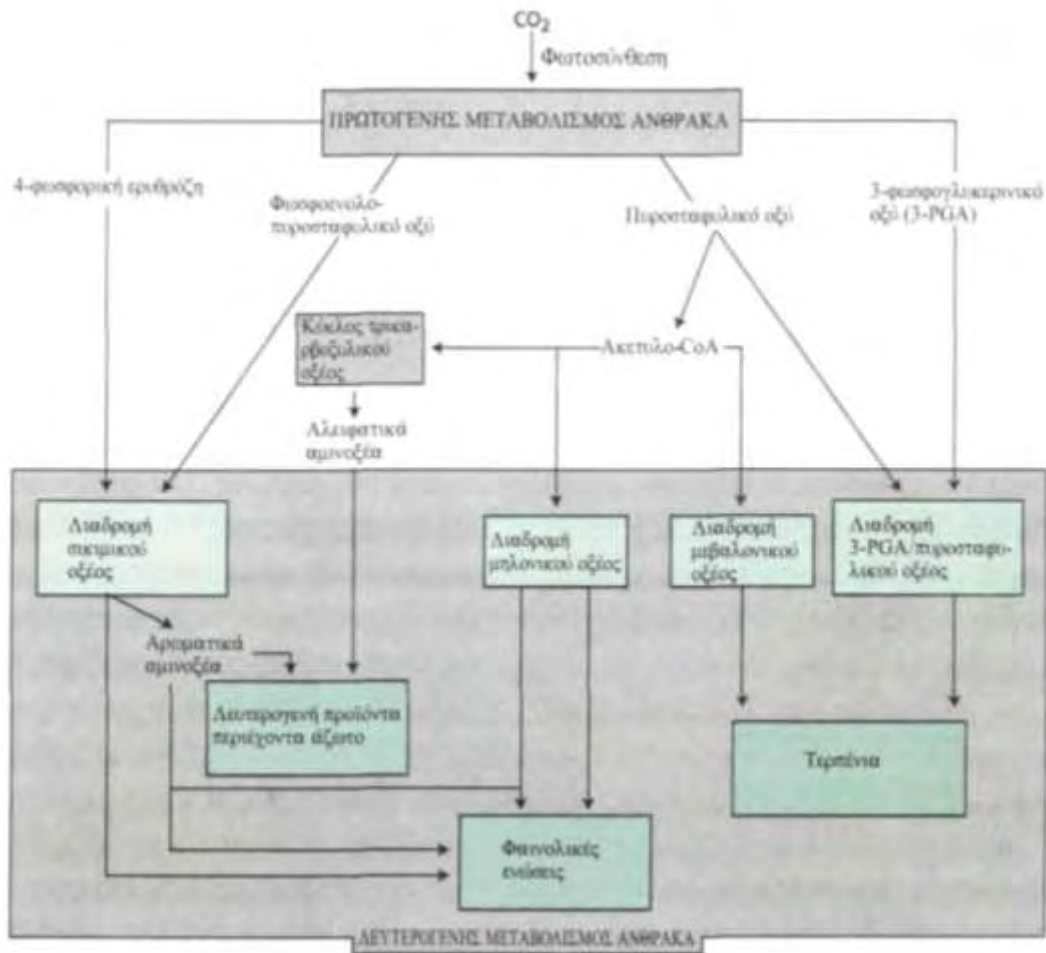 CO2
Φωτοσύνθεση
ΠΡΩΤΟΓΕΝΗΣ ΜΕΤΑΒΟΛΙΣΜΟΣ ΑΝΘΡΑΚΑ
4-φωσφορική ερυθρόζη
Φωσφοενολο-
πυροσταφυλικό οξύ
Πυροσταφυλικό οξύ
3-φωσφογλυκερινικό
οξύ (3-PGA)
Κύκλος τρικα-
ρβοξυλικού
οξέος
Ακετυλο-CoA
Αλειφατικά
αμινοξέα
Διαδρομή
σικιμικού
οξέος
Διαδρομή
μηλονικού οξέος
Διαδρομή
μεβαλονικού
οξέος
Διαδρομή
3-PGA/πυροσταφυ-
λικού οξέος
Αρωματικά
αμινοξέα
Δευτερογενή προϊόντα
περιέχοντα άζωτο
Τερπένια
Φαινολικές
ενώσεις
ΔΕΥΤΕΡΟΓΕΝΗΣ ΜΕΤΑΒΟΛΙΣΜΟΣ ΑΝΘΡΑΚΑ